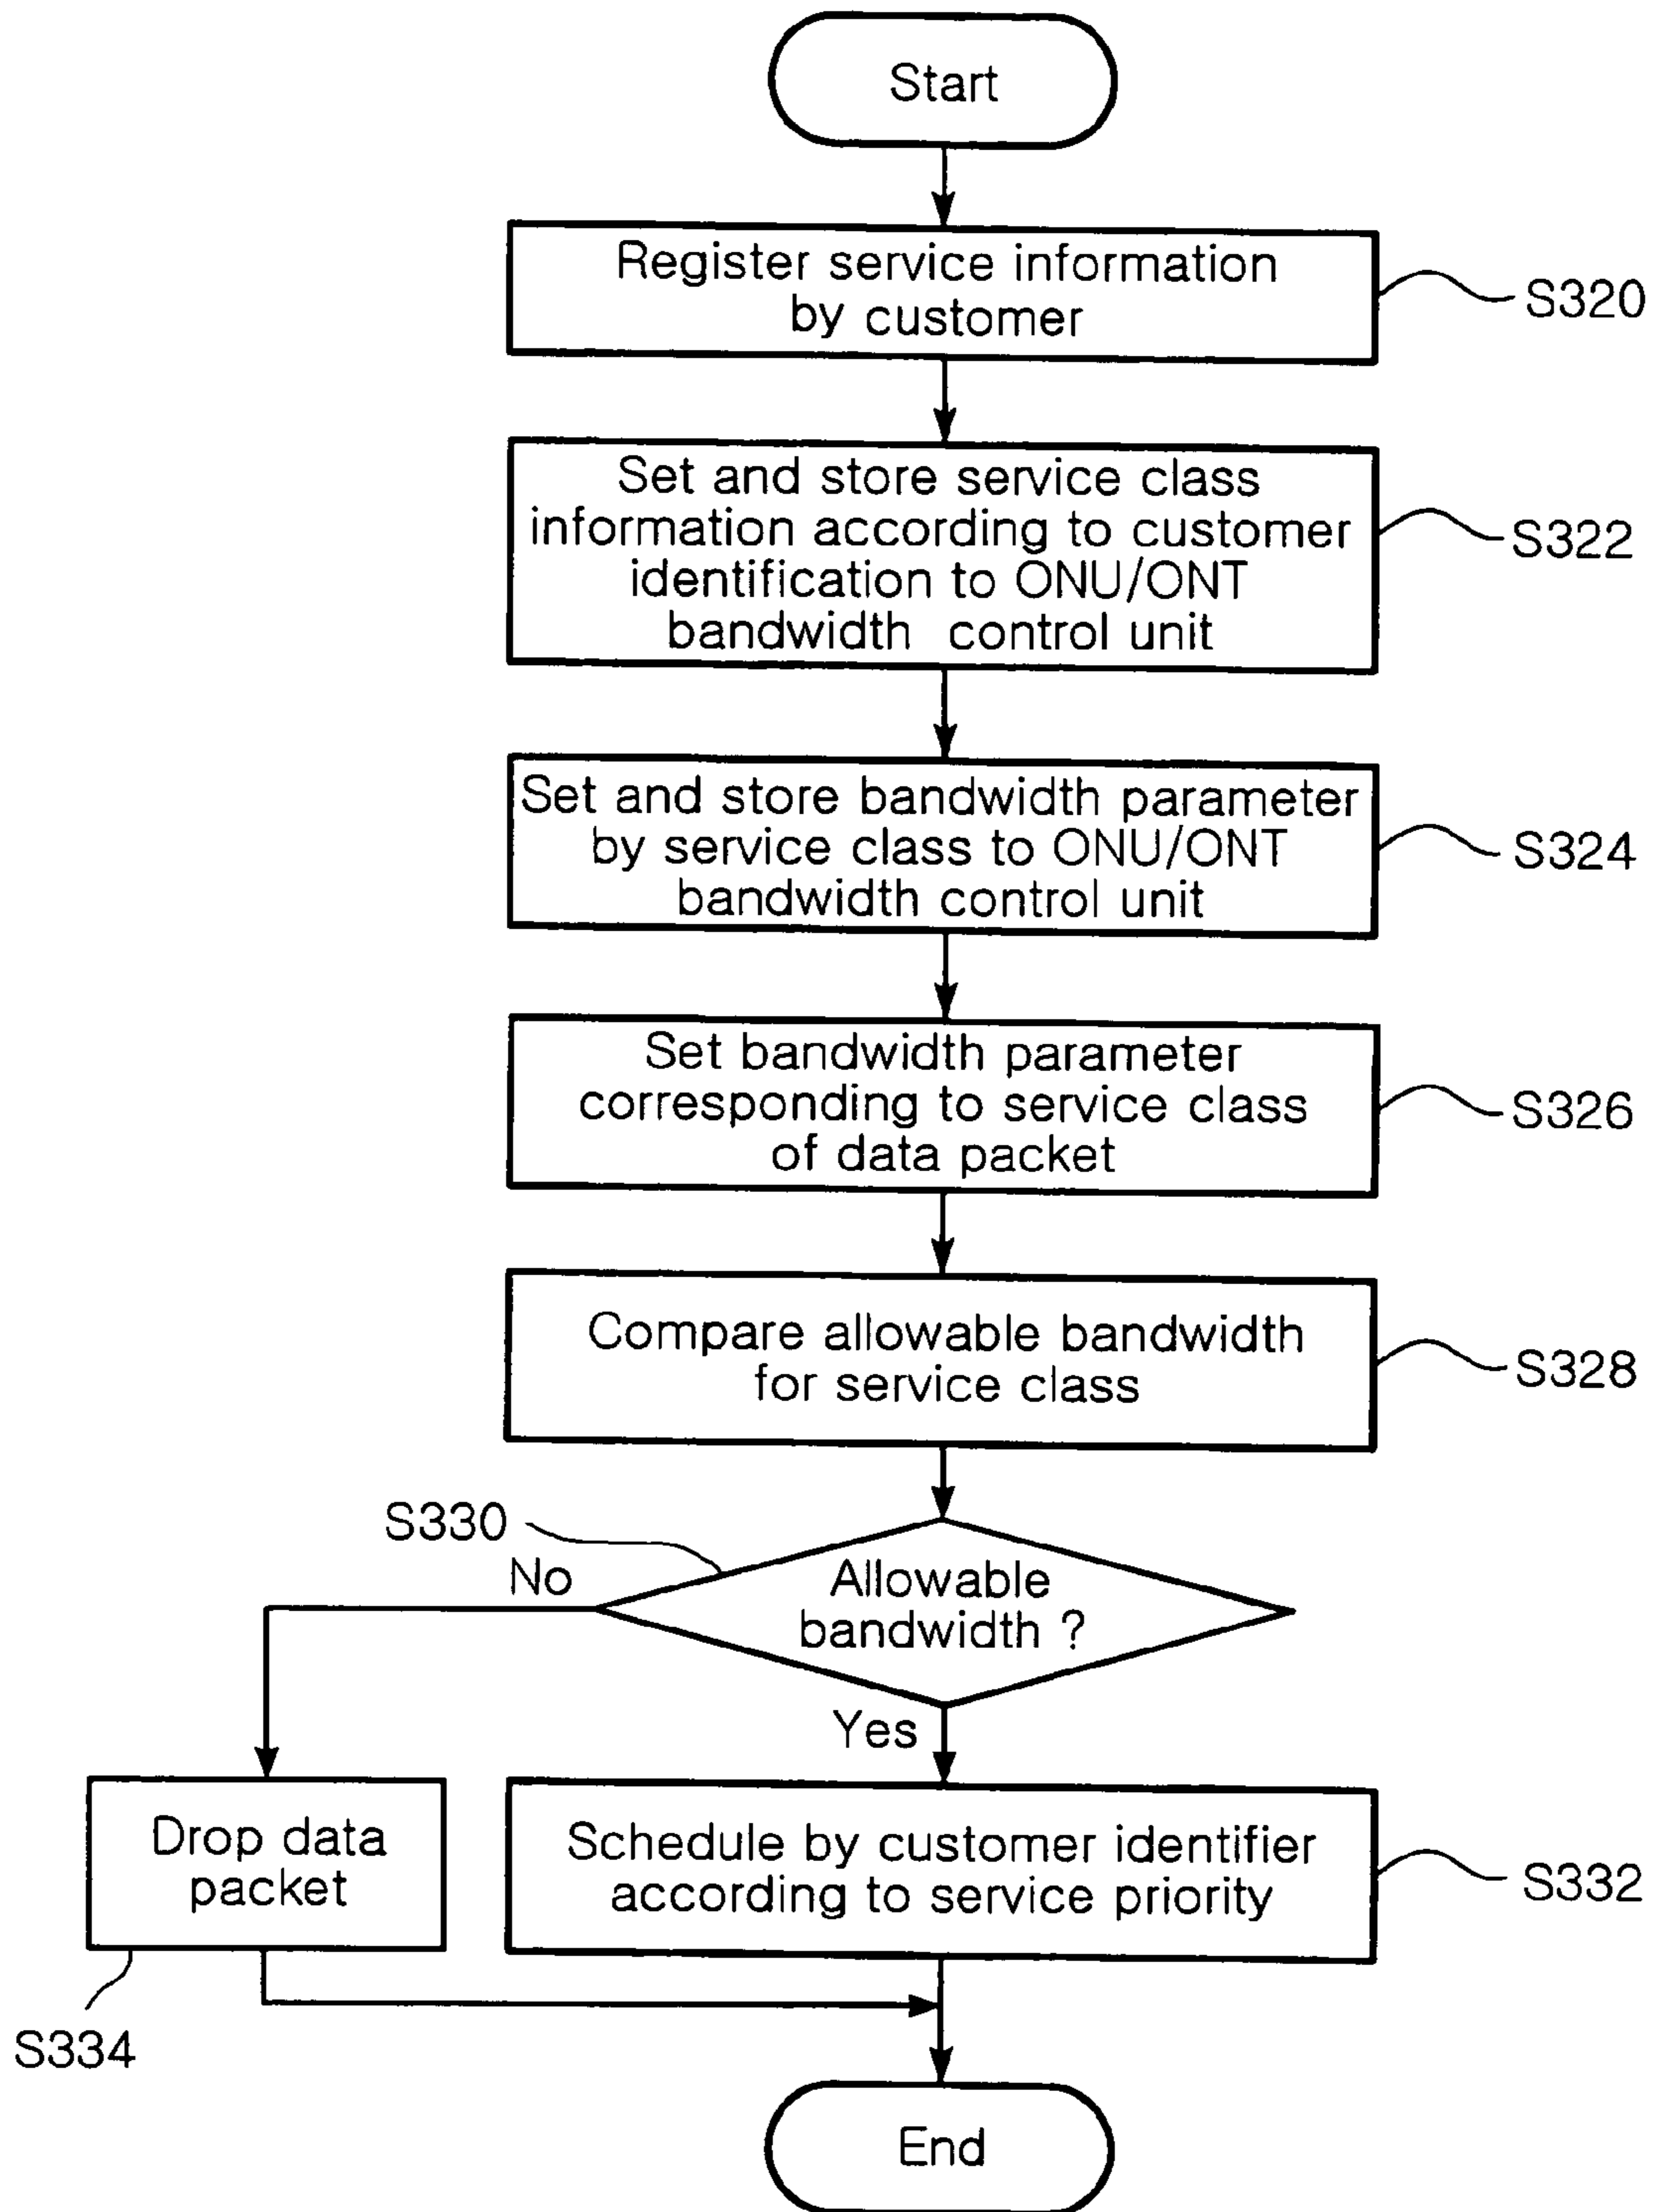 Start
Register service information
by customer
S320
Set and store service class
information according to customer
identification to ONU/ONT
bandwidth control unit
S322
Set and store bandwidth parameter
by service class to ONU/ONT
bandwidth control unit
S324
Set bandwidth parameter
corresponding to service class
of data packet
S326
Compare allowable bandwidth
for service class
S328
S330
No
Allowable
bandwidth ?
Yes
Drop data
packet
Schedule by customer identifier
according to service priority
S332
S334
End